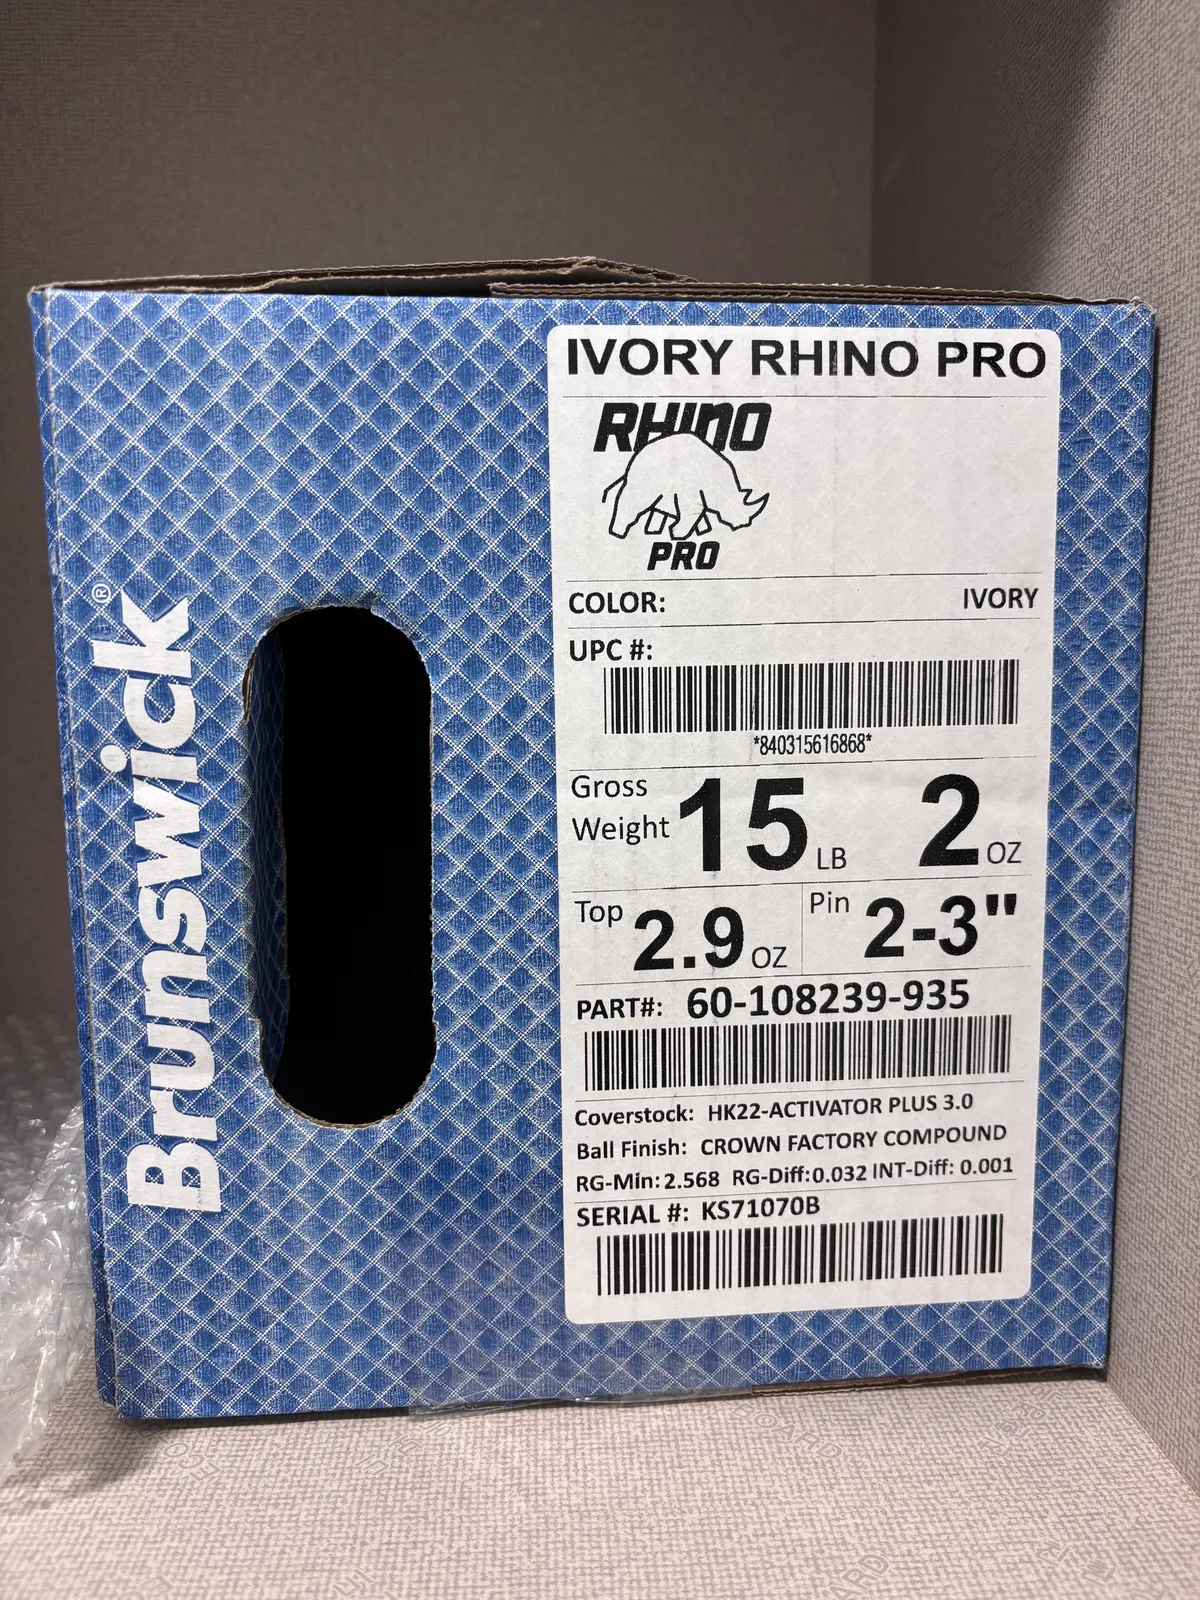 Brunswick®
IVORY RHINO PRO
RHINO
PRO
COLOR: IVORY
UPC #:
*840315616868*
Gross Weight 15 LB 2 OZ
Top 2.9 OZ Pin 2-3"
PART#: 60-108239-935
Coverstock: HK22-ACTIVATOR PLUS 3.0
Ball Finish: CROWN FACTORY COMPOUND
RG-Min: 2.568 RG-Diff:0.032 INT-Diff: 0.001
SERIAL #: KS71070B